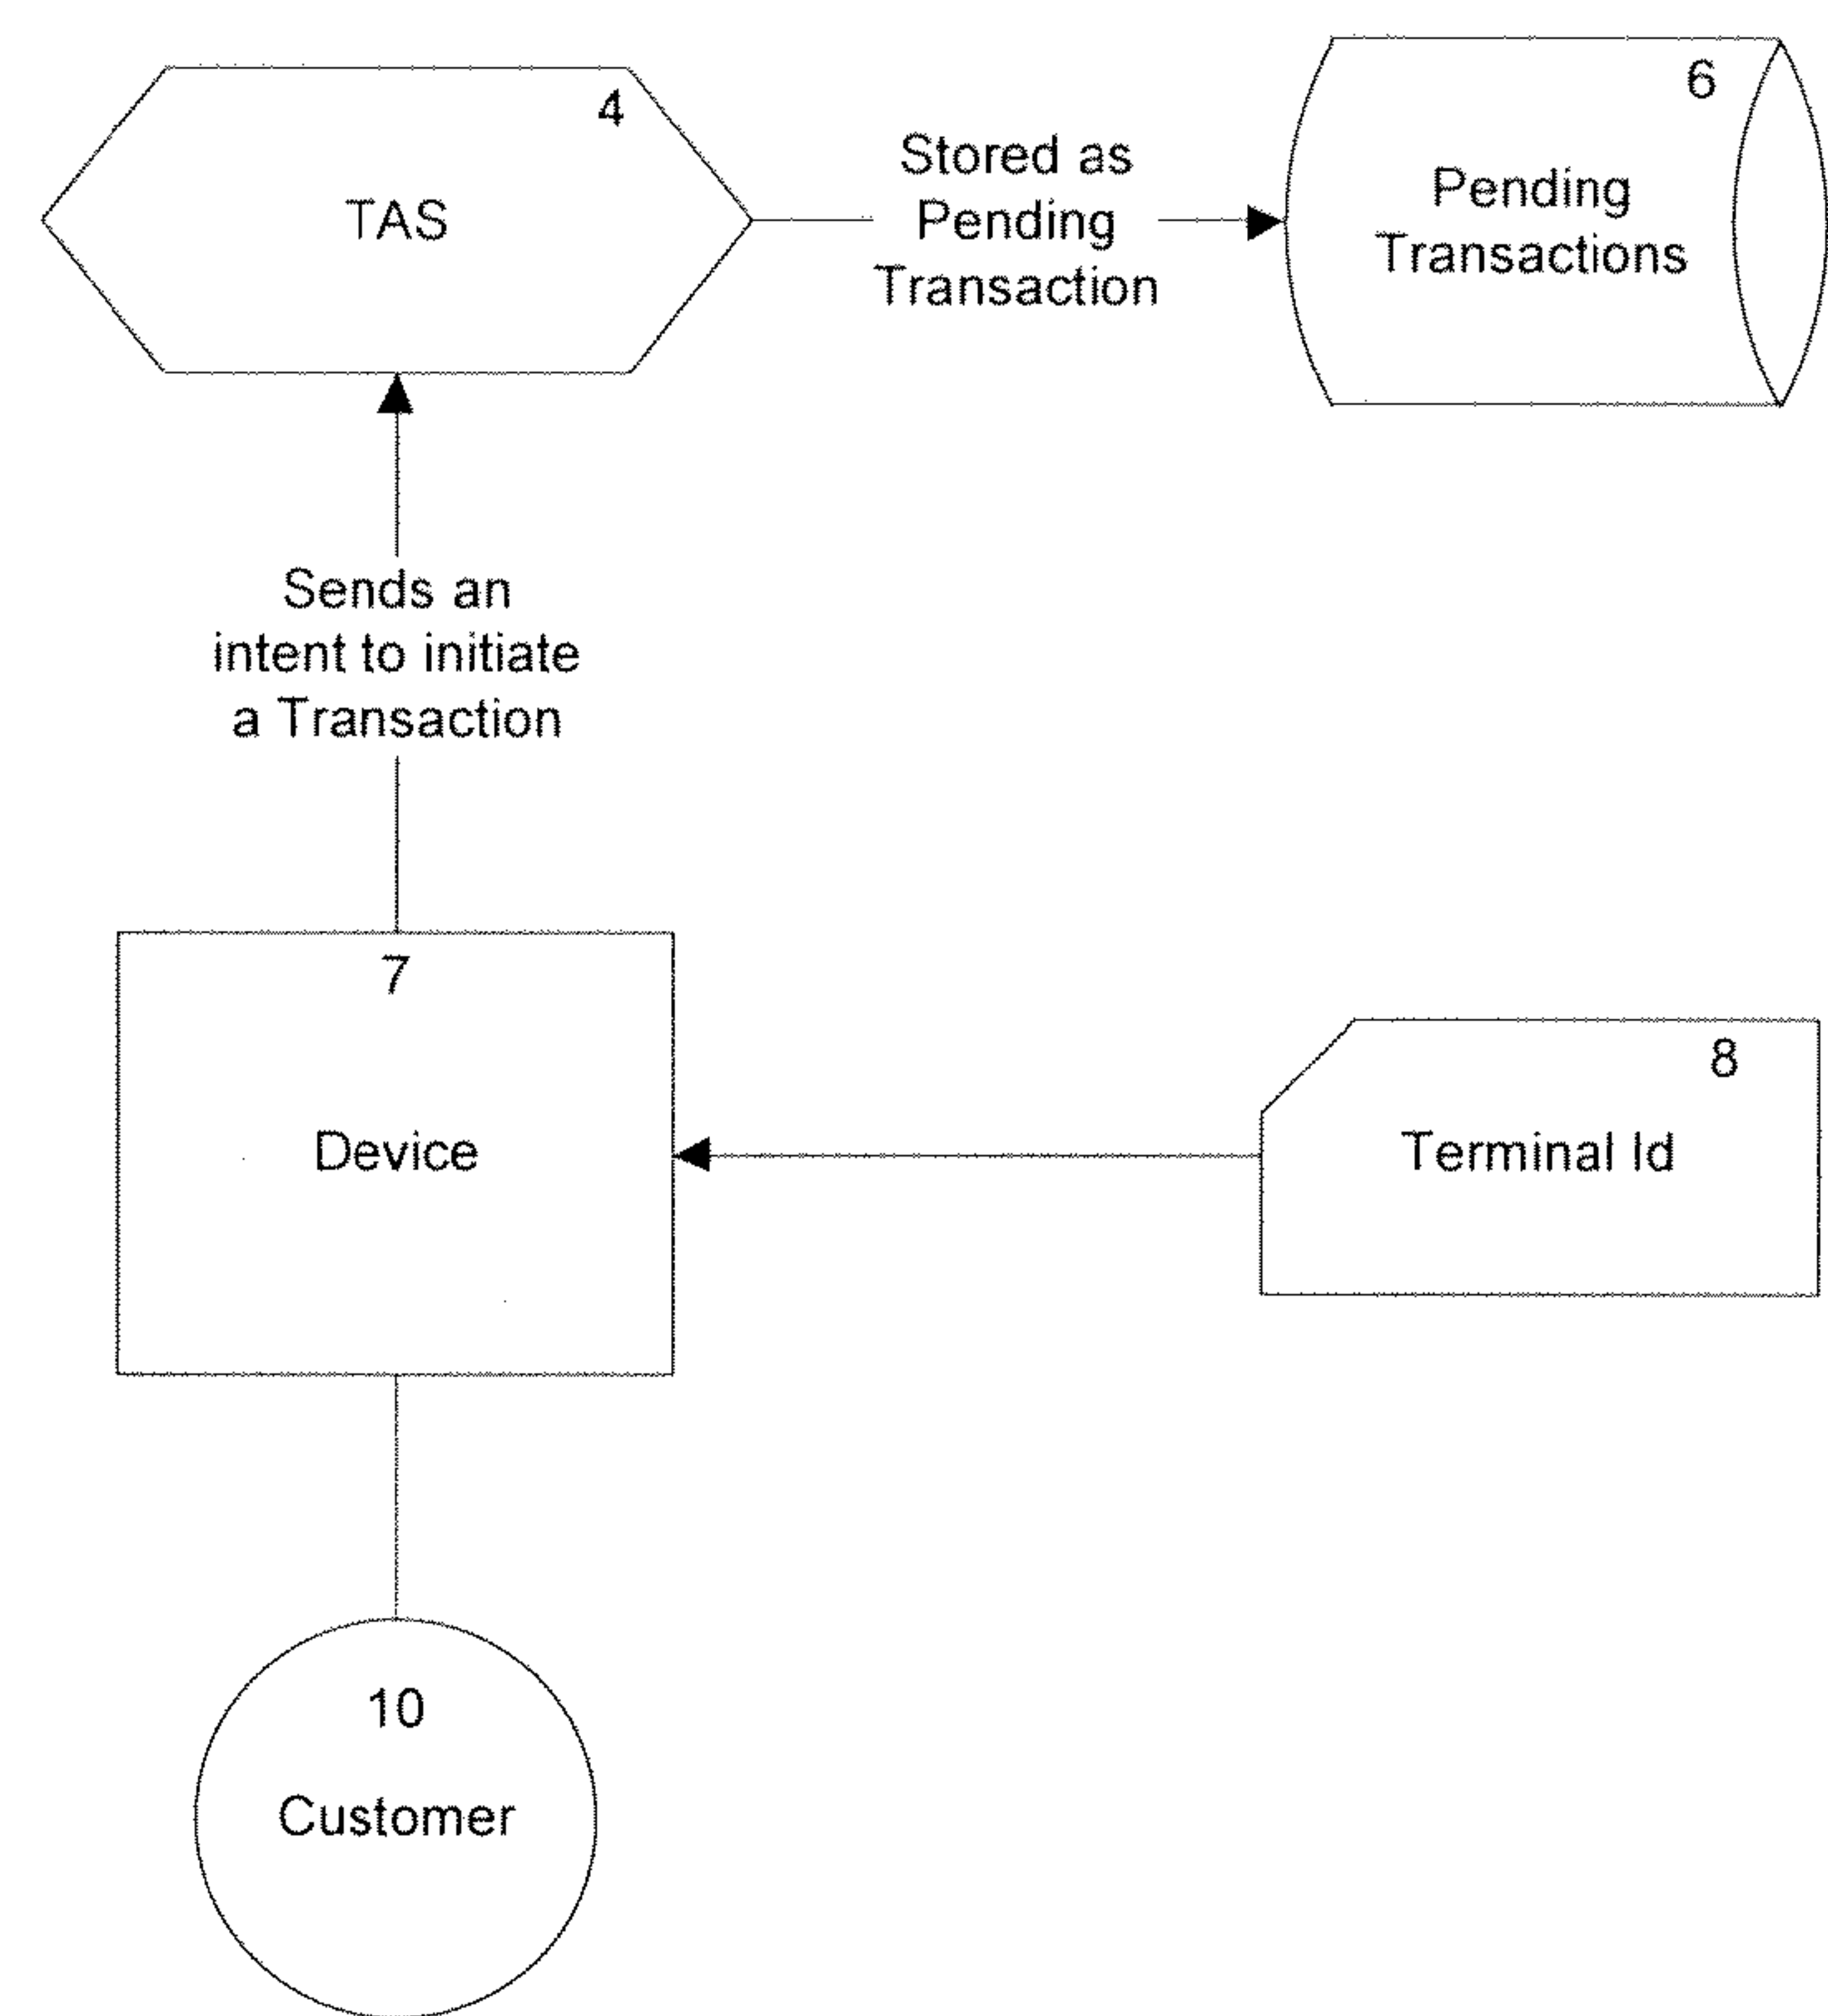 4
TAS
Stored as
Pending
Transaction
6
Pending
Transactions
Sends an
intent to initiate
a Transaction
7
Device
8
Terminal Id
10
Customer